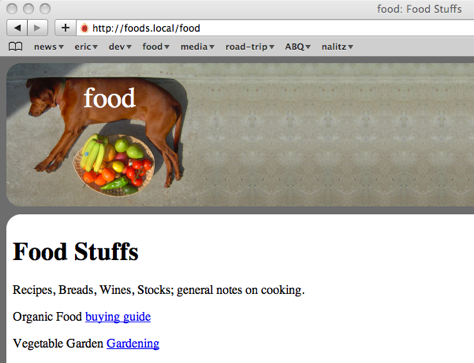 food: Food Stuffs
http://foods.local/food
news▾ eric▾ dev▾ food▾ media▾ road-trip▾ ABQ▾ nalitz▾
food
Food Stuffs
Recipes, Breads, Wines, Stocks; general notes on cooking.
Organic Food buying guide
Vegetable Garden Gardening